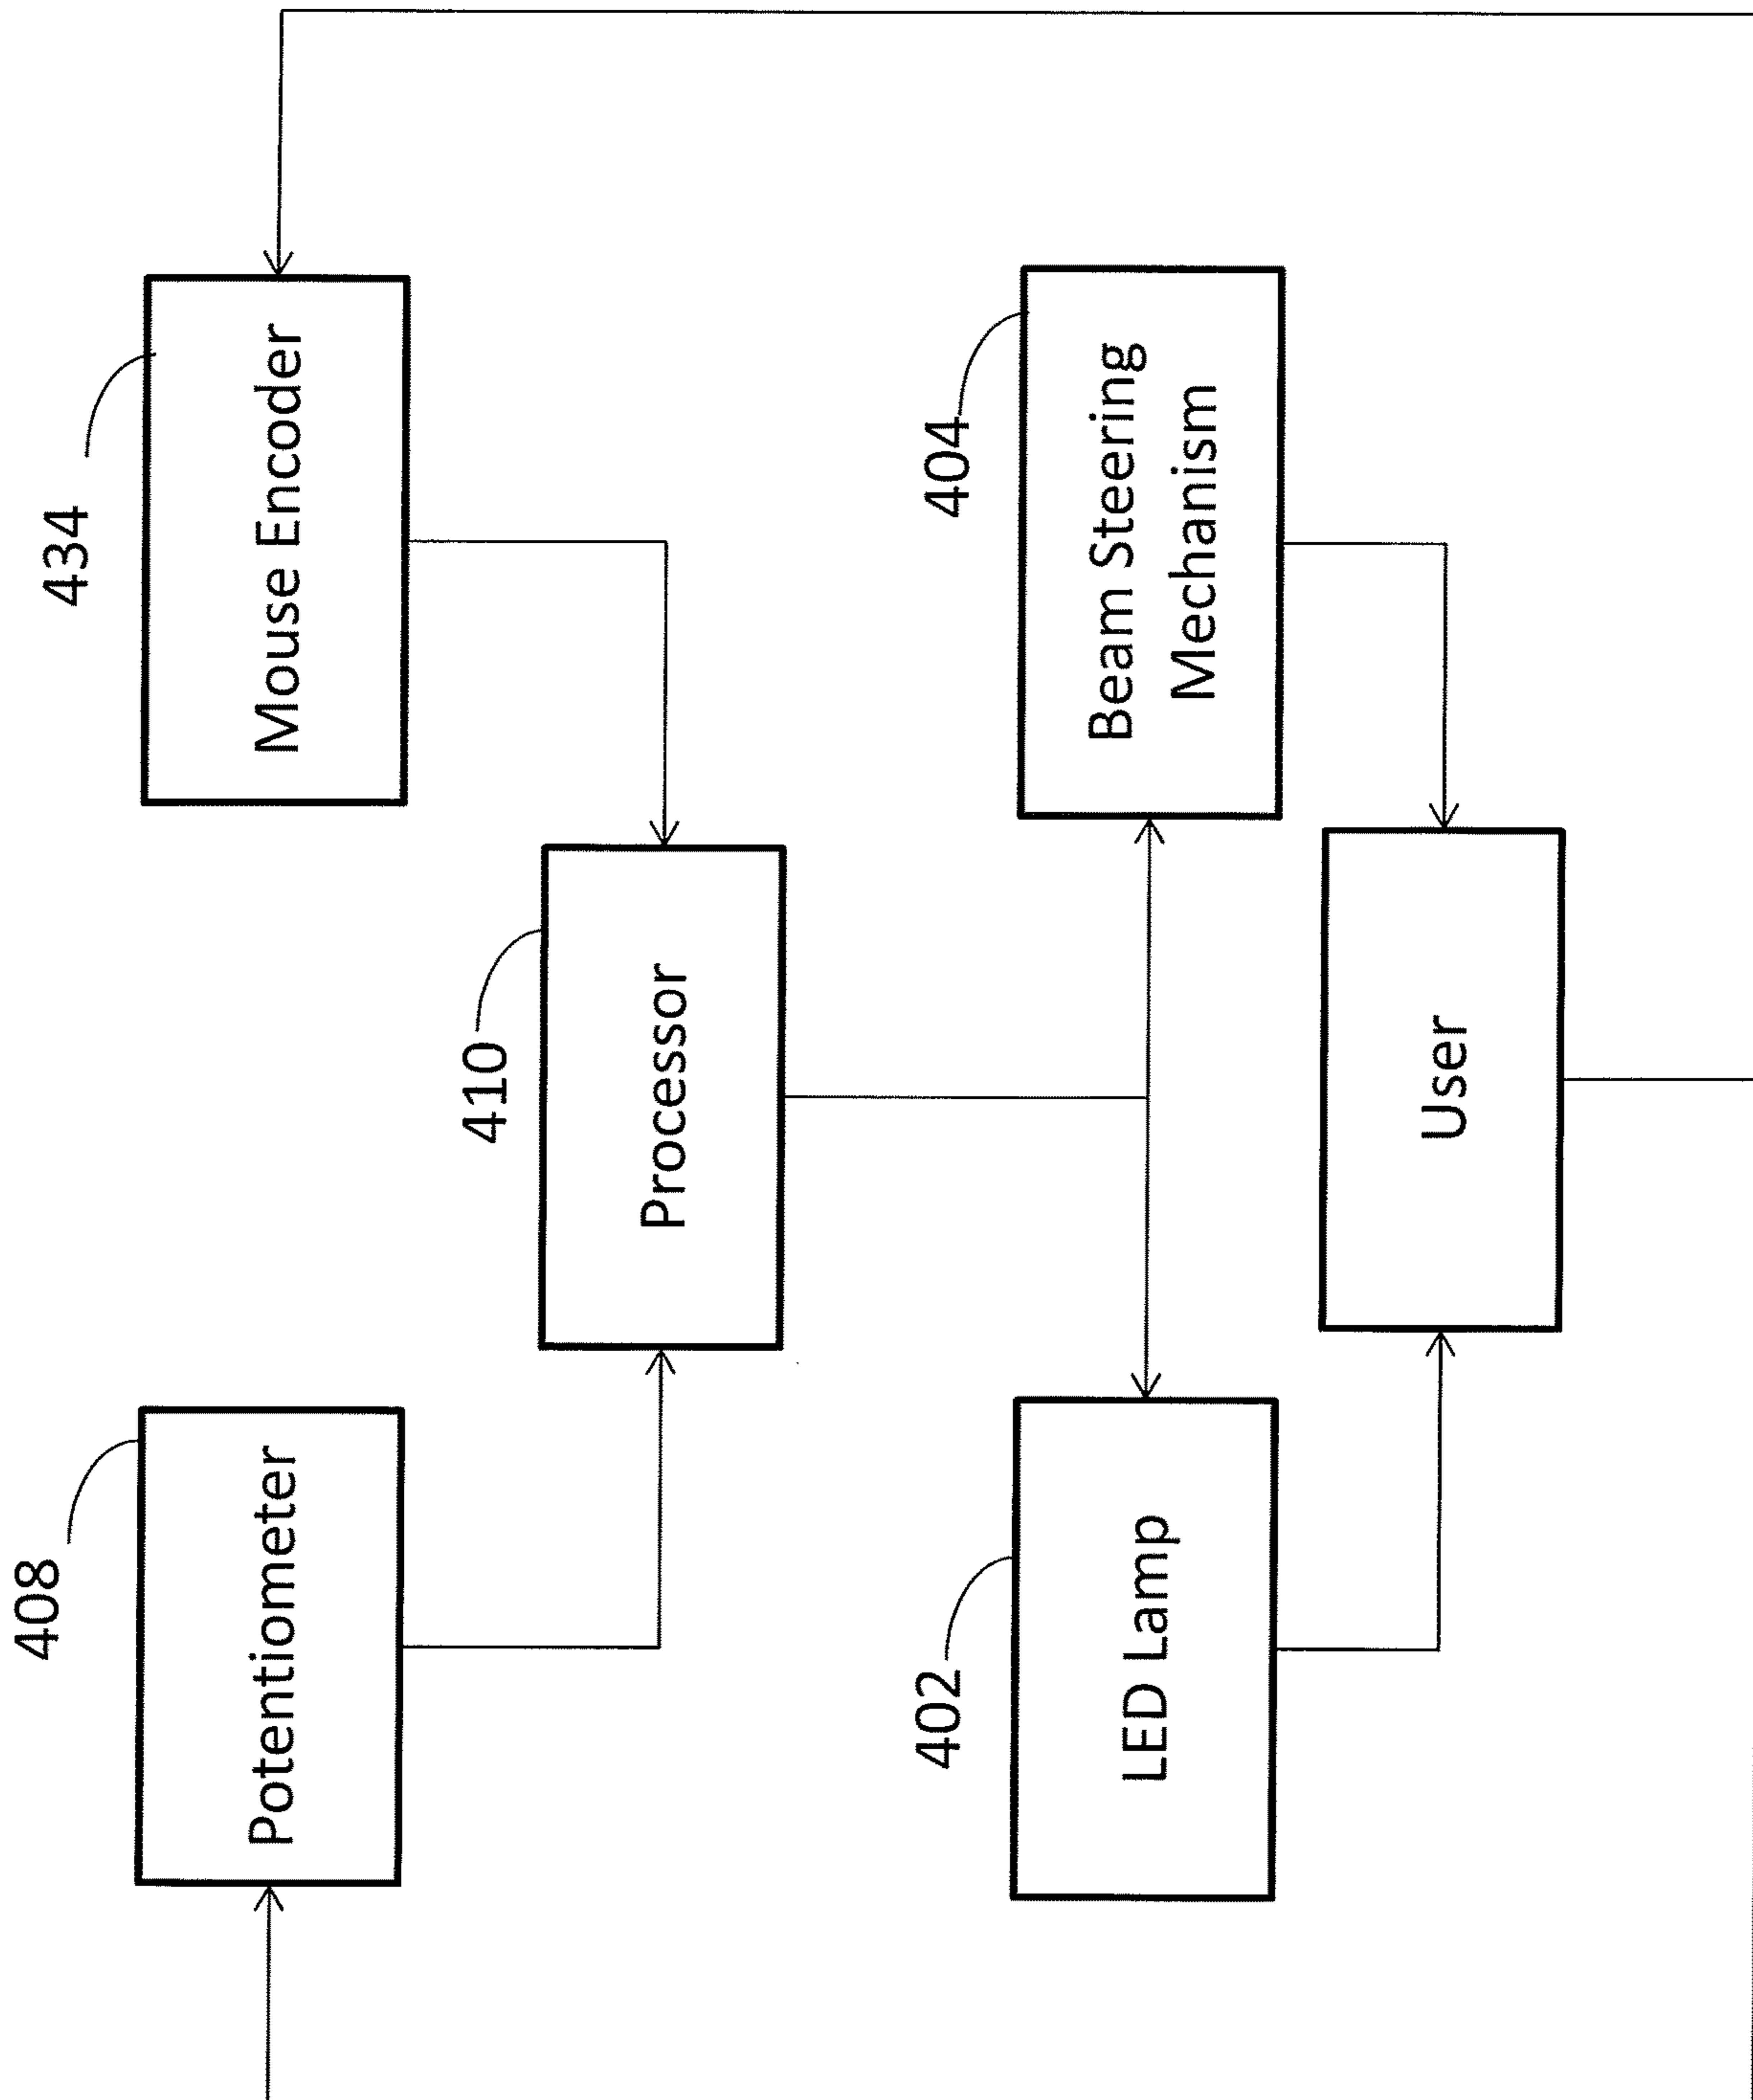 408
Potentiometer
434
Mouse Encoder
410
Processor
402
LED Lamp
404
Beam Steering
Mechanism
User